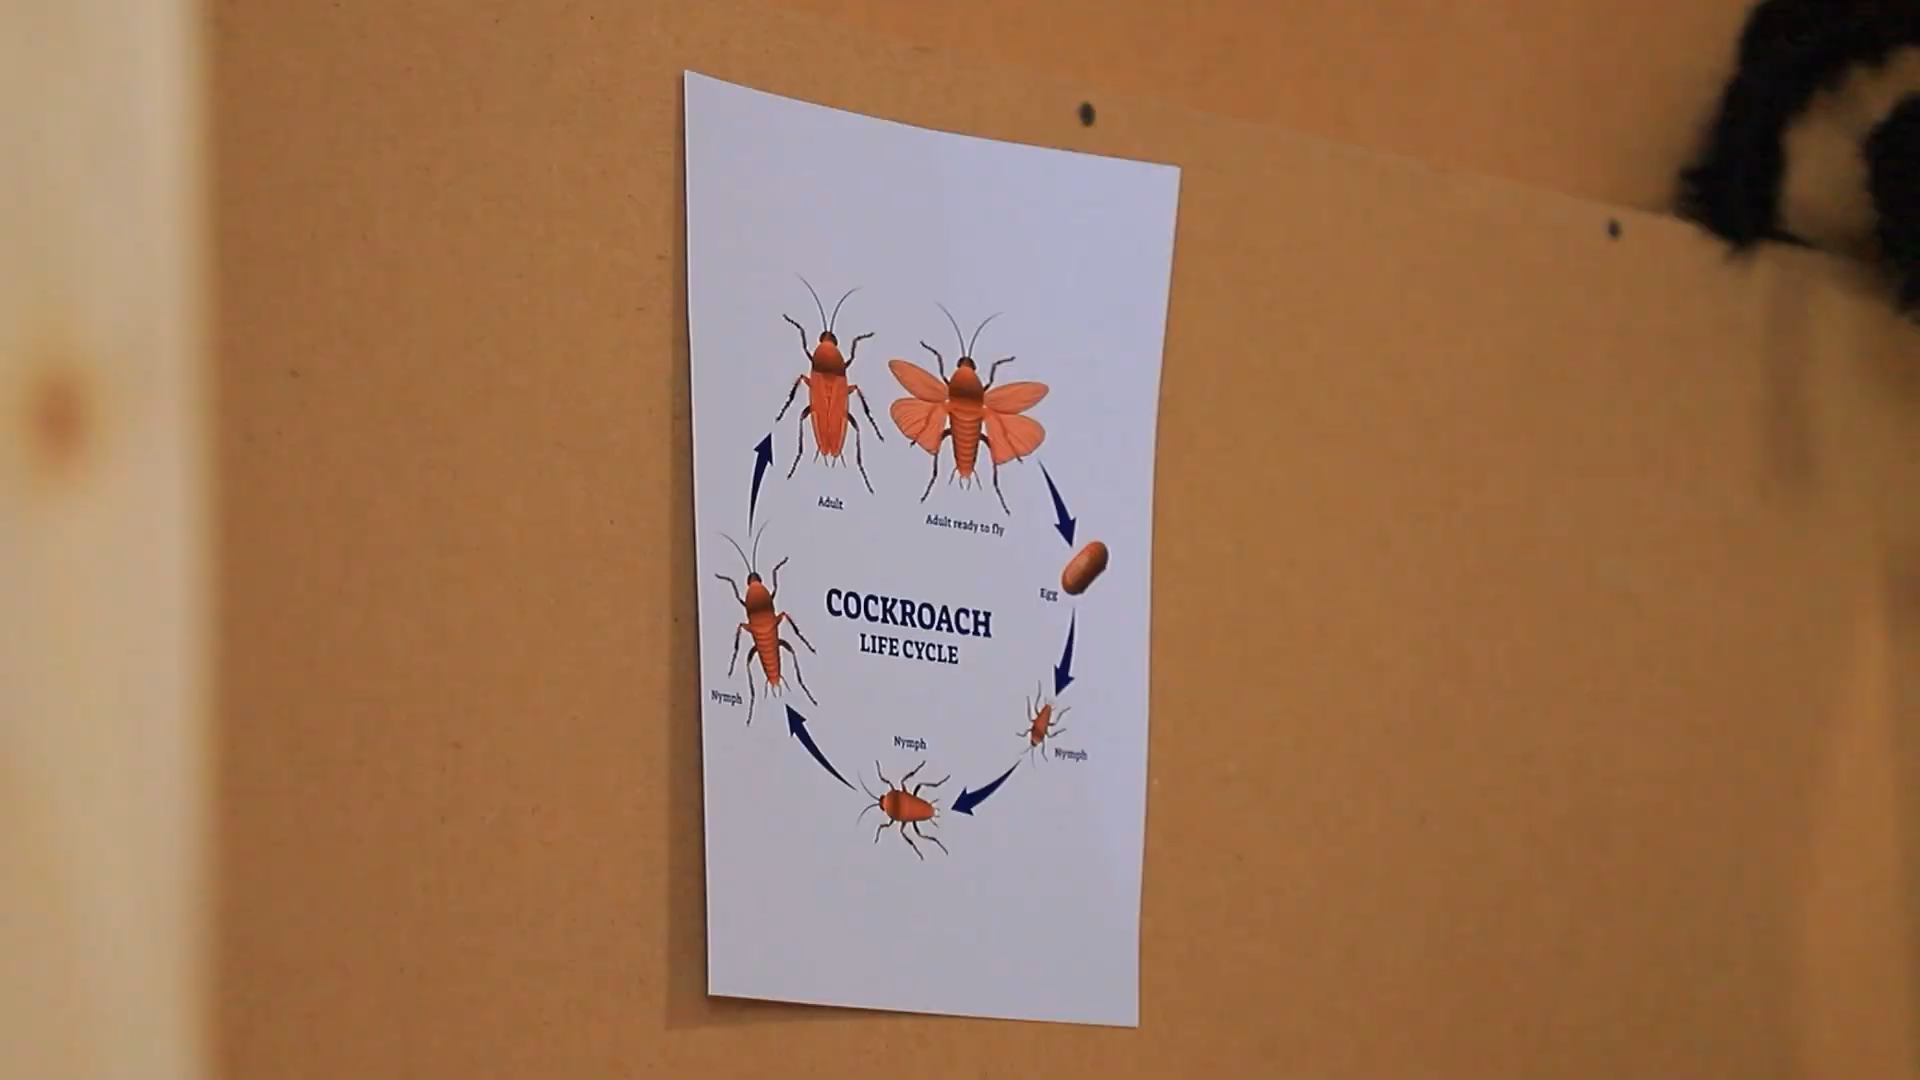 Adult
Adult ready to fly
Egg
COCKROACH
LIFE CYCLE
Nymph
Nymph
Nymph